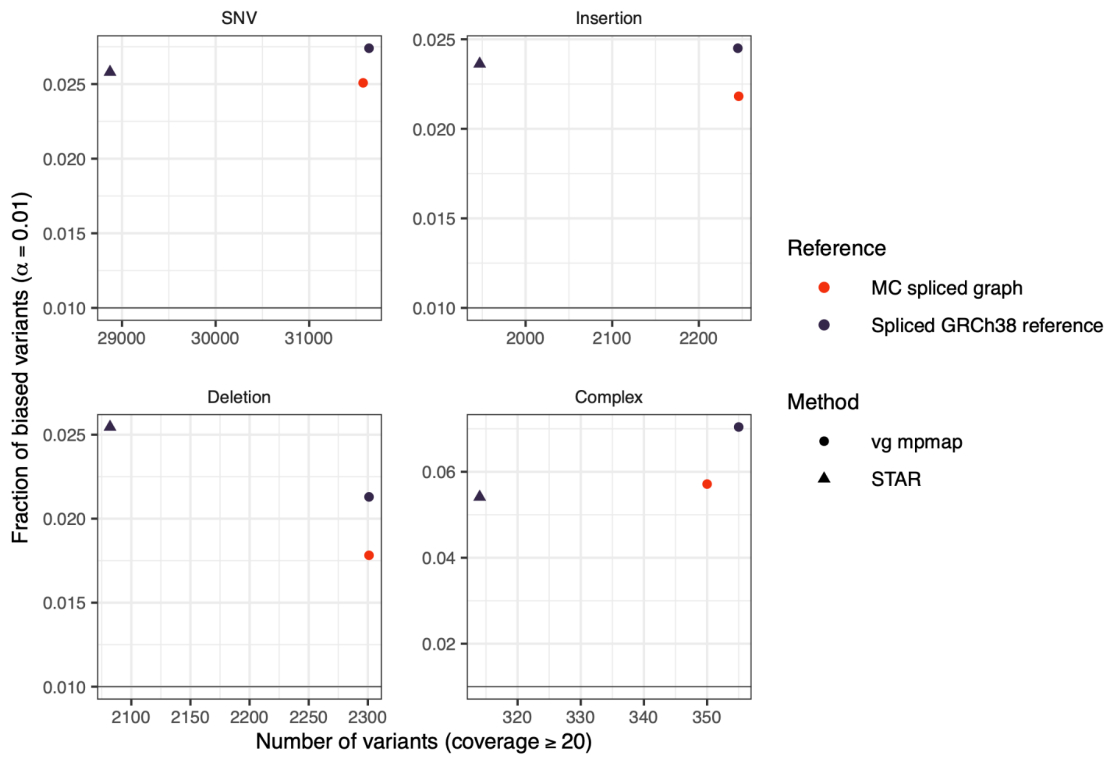 SNV
Insertion
0.025
0.020
0.015
0.010
29000 30000 31000
0.025
0.020
0.015
0.010
2000 2100 2200
Deletion
Complex
0.025
0.020
0.015
0.010
2100 2150 2200 2250 2300
0.06
0.04
0.02
320 330 340 350
Fraction of biased variants (α = 0.01)
Number of variants (coverage ≥ 20)
Reference
MC spliced graph
Spliced GRCh38 reference
Method
vg mpmap
STAR